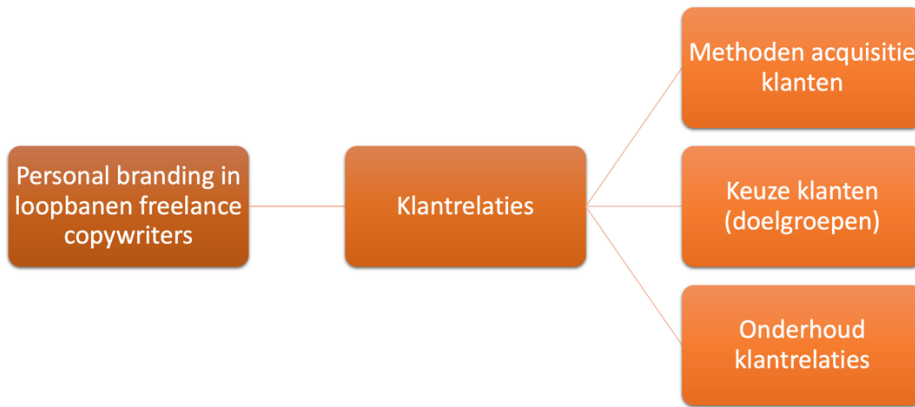 Personal branding in
loopbanen freelance
copywriters
Klantrelaties
Methoden acquisitie
klanten
Keuze klanten
(doelgroepen)
Onderhoud
klantrelaties